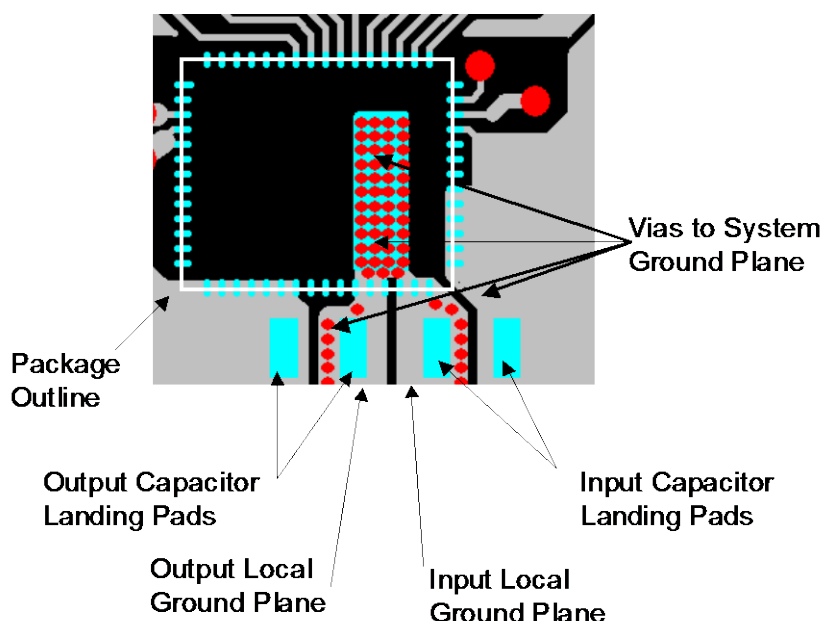 Vias to System
Ground Plane
Package
Outline
Output Capacitor
Landing Pads
Input Capacitor
Landing Pads
Output Local
Ground Plane
Input Local
Ground Plane